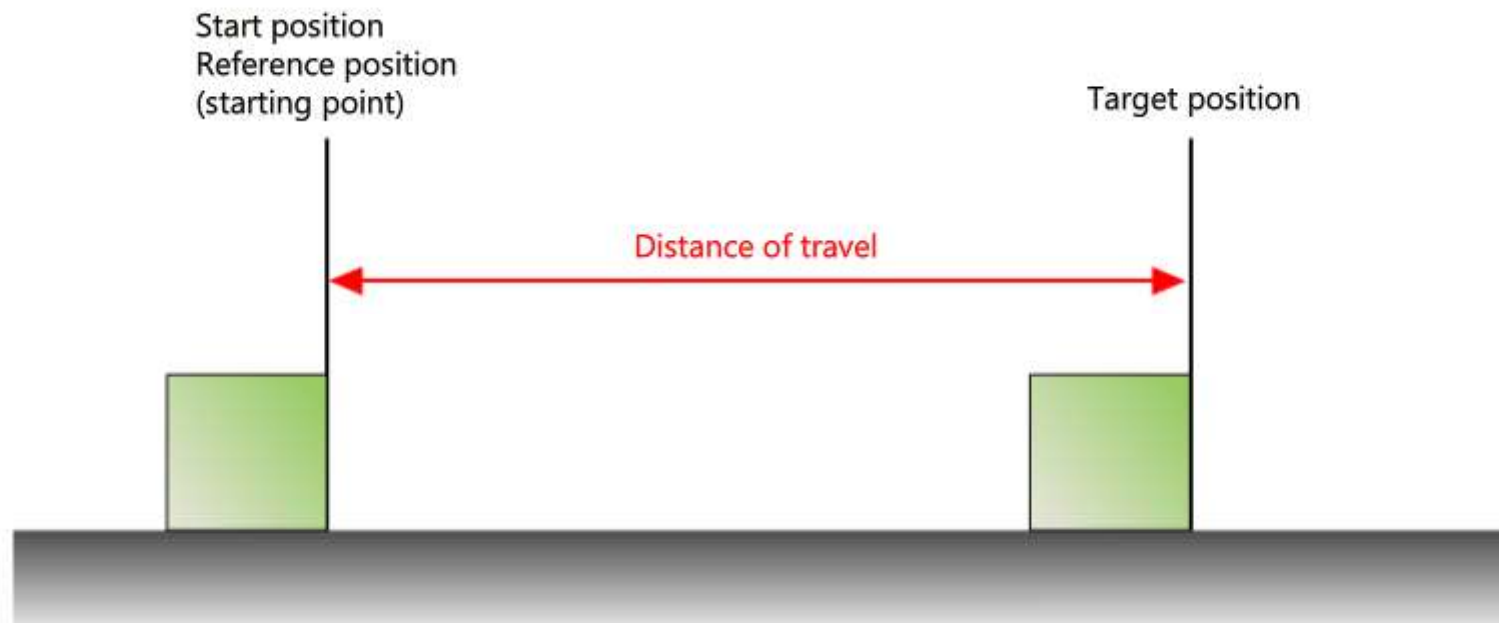 Start position
Reference position
(starting point)
Target position
Distance of travel